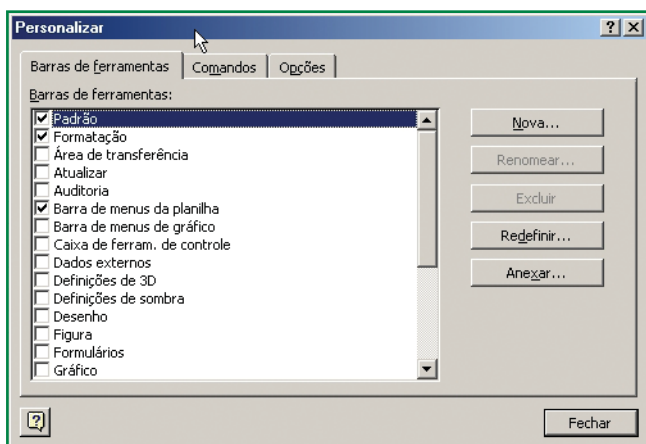 Personalizar
Barras de ferramentas Comandos Opções
Barras de ferramentas:
Padrão
Formatação
Área de transferência
Atualizar
Auditoria
Barra de menus da planilha
Barra de menus de gráfico
Caixa de ferram. de controle
Dados externos
Definições de 3D
Definições de sombra
Desenho
Figura
Formulários
Gráfico
Nova...
Renomear...
Excluir
Redefinir...
Anexar...
Fechar